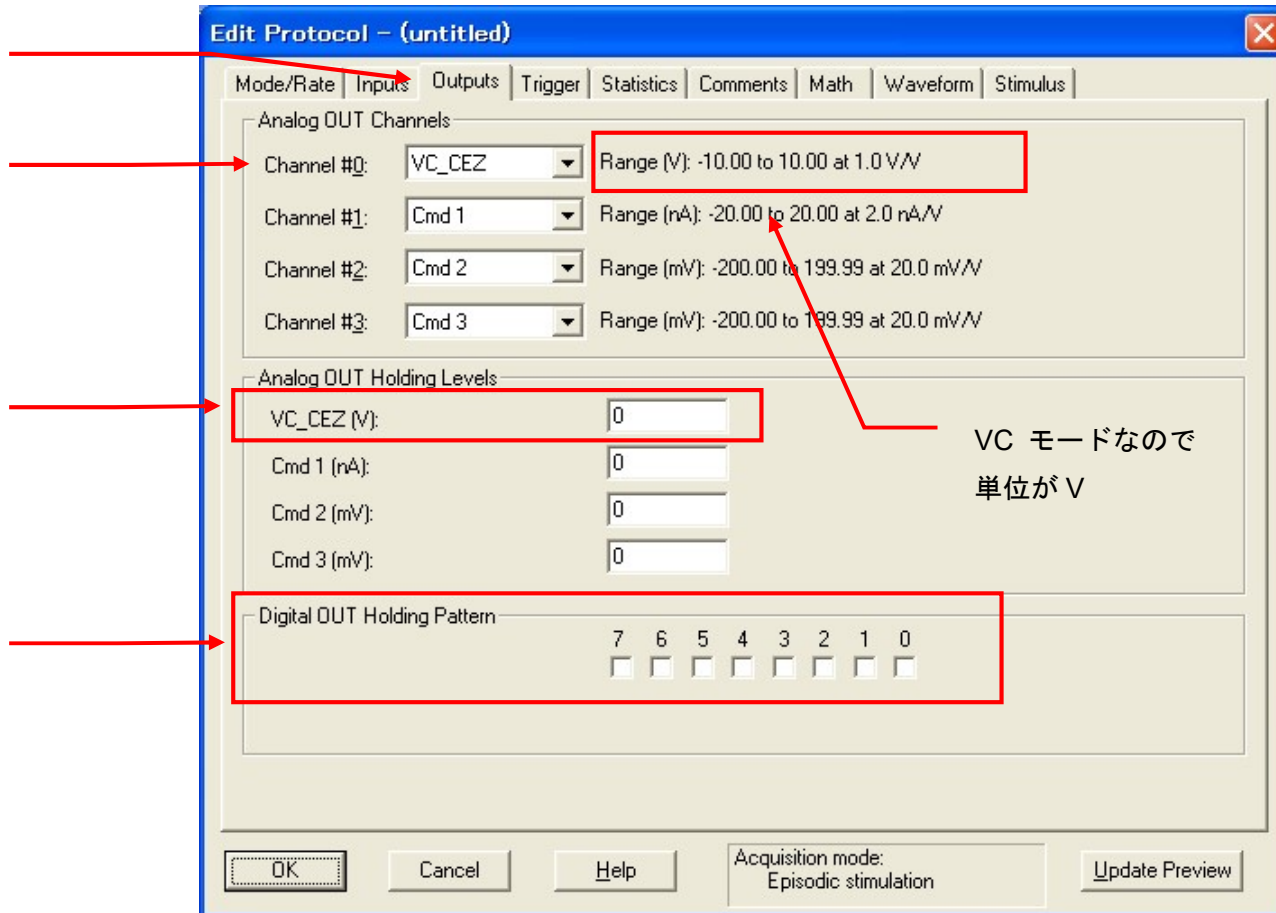 Edit Protocol - (untitled)
Mode/Rate Inputs Outputs Trigger Statistics Comments Math Waveform Stimulus
Analog OUT Channels
Channel #0: VC_CEZ Range (V): -10.00 to 10.00 at 1.0 V/V
Channel #1: Cmd 1 Range (nA): -20.00 to 20.00 at 2.0 nA/V
Channel #2: Cmd 2 Range (mV): -200.00 to 199.99 at 20.0 mV/V
Channel #3: Cmd 3 Range (mV): -200.00 to 199.99 at 20.0 mV/V
Analog OUT Holding Levels
VC_CEZ (V): 0
Cmd 1 (nA): 0
Cmd 2 (mV): 0
Cmd 3 (mV): 0
VC モードなので
単位が V
Digital OUT Holding Pattern
7 6 5 4 3 2 1 0
OK Cancel Help Acquisition mode: Update Preview
Episodic stimulation